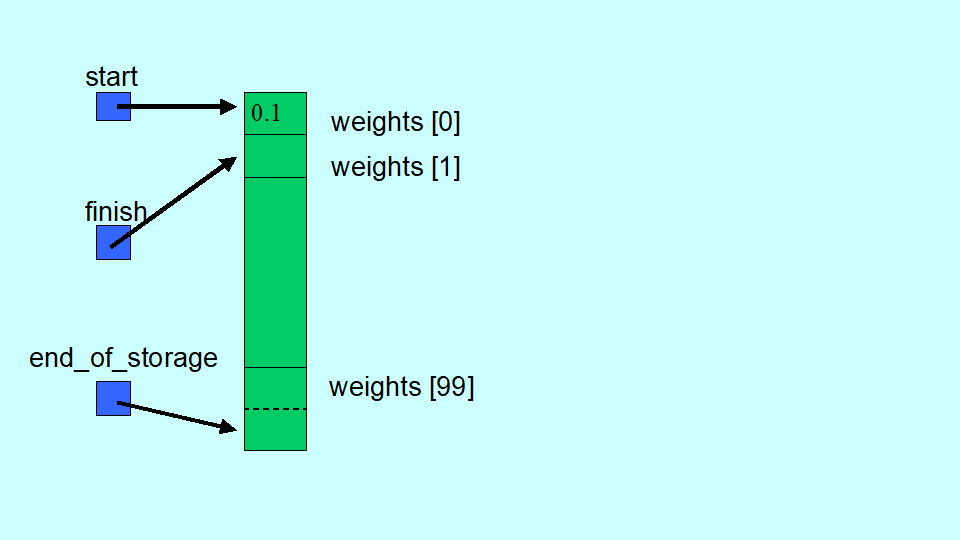 start
0.1
weights [0]
weights [1]
finish
end_of_storage
weights [99]